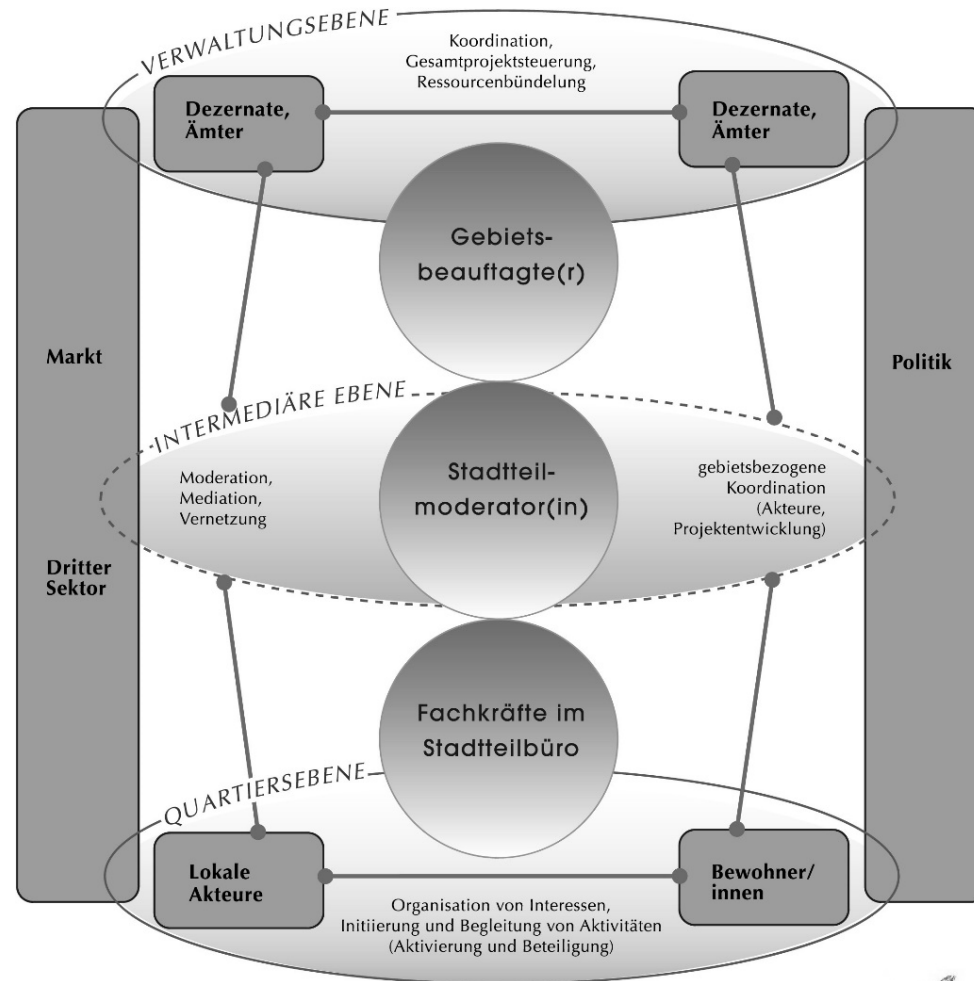 VERWALTUNGSEBENE
Koordination,
Gesamtprojektsteuerung,
Ressourcenbündelung
Dezernate,
Ämter
Dezernate,
Ämter
Gebiets-
beauftagte(r)
Markt
Politik
INTERMEDIÄRE EBENE
Moderation,
Mediation,
Vernetzung
Stadtteil-
moderator(in)
gebietsbezogene
Koordination
(Akteure,
Projektentwicklung)
Dritter
Sektor
Fachkräfte im
Stadtteilbüro
QUARTIERSEBENE
Lokale
Akteure
Bewohner/
innen
Organisation von Interessen,
Initiierung und Begleitung von Aktivitäten
(Aktivierung und Beteiligung)